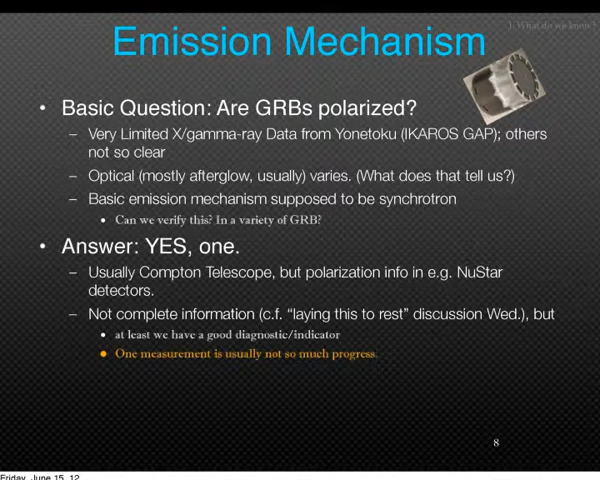 1. What do we know ?
Emission Mechanism
• Basic Question: Are GRBs polarized?
– Very Limited X/gamma-ray Data from Yonetoku (IKAROS GAP); others
not so clear
– Optical (mostly afterglow, usually) varies. (What does that tell us?)
– Basic emission mechanism supposed to be synchrotron
• Can we verify this? In a variety of GRB?
• Answer: YES, one.
– Usually Compton Telescope, but polarization info in e.g. NuStar
detectors.
– Not complete information (c.f. “laying this to rest” discussion Wed.), but
• at least we have a good diagnostic/indicator
• One measurement is usually not so much progress.
8
Friday, June 15, 12